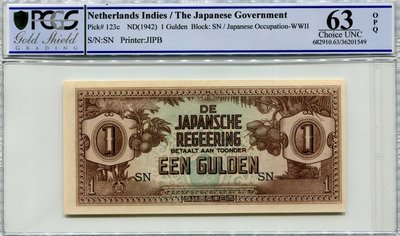 PCGS
Gold Shield
GRADING
Netherlands Indies / The Japanese Government
Pick# 123c ND(1942) 1 Gulden Block: SN / Japanese Occupation-WWII
S/N:SN Printer:JIPB
63
Choice UNC
682910.63/36201549
OPQ
DE
JAPANSCHE
REGEERING
BETAALT AAN TOONDER
EEN GULDEN
1
1
SN
SN
1
1